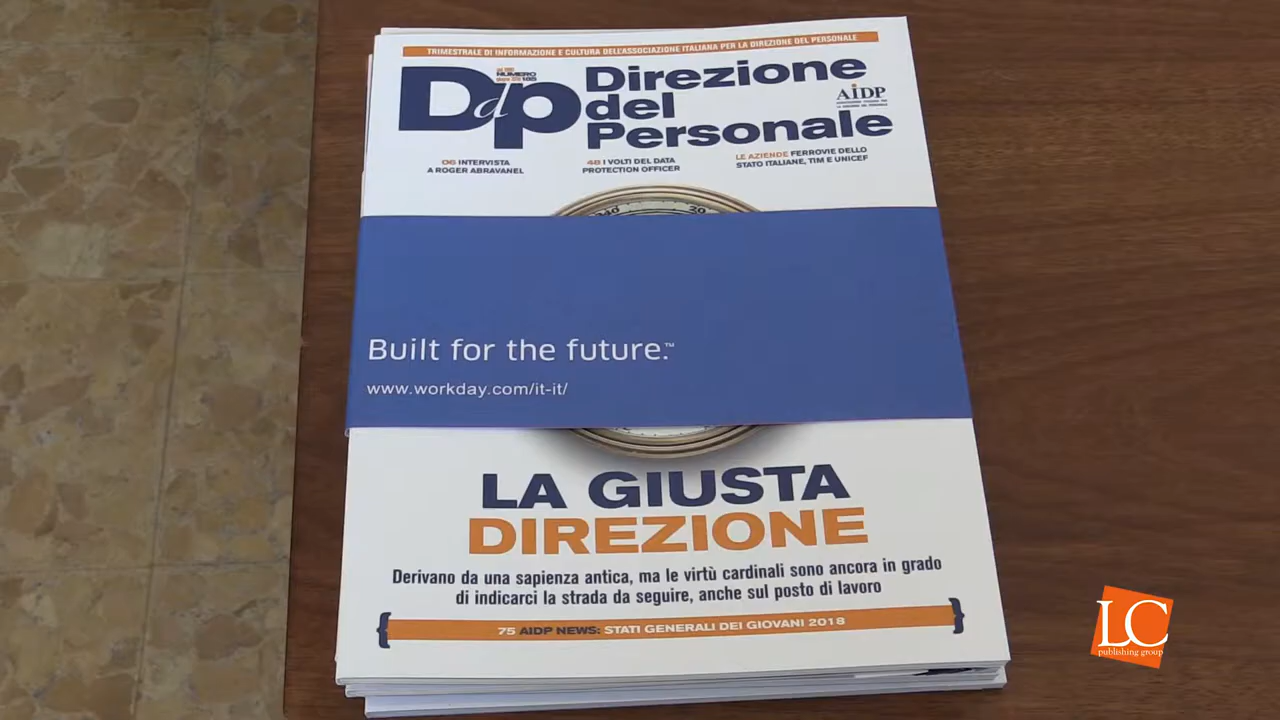 TRIMESTRALE DI INFORMAZIONE E CULTURA DELL'ASSOCIAZIONE ITALIANA PER LA DIREZIONE DEL PERSONALE
DdP
NUMERO
185
Direzione
del
Personale
AIDP
06 INTERVISTA
A ROGER ABRAVANEL
48 I VOLTI DEL DATA
PROTECTION OFFICER
LE AZIENDE FERROVIE DELLO
STATO ITALIANE, TIM E UNICEF
Built for the future.™
www.workday.com/it-it/
LA GIUSTA
DIREZIONE
Derivano da una sapienza antica, ma le virtù cardinali sono ancora in grado
di indicarci la strada da seguire, anche sul posto di lavoro
75 AIDP NEWS: STATI GENERALI DEI GIOVANI 2018
LC
publishing group